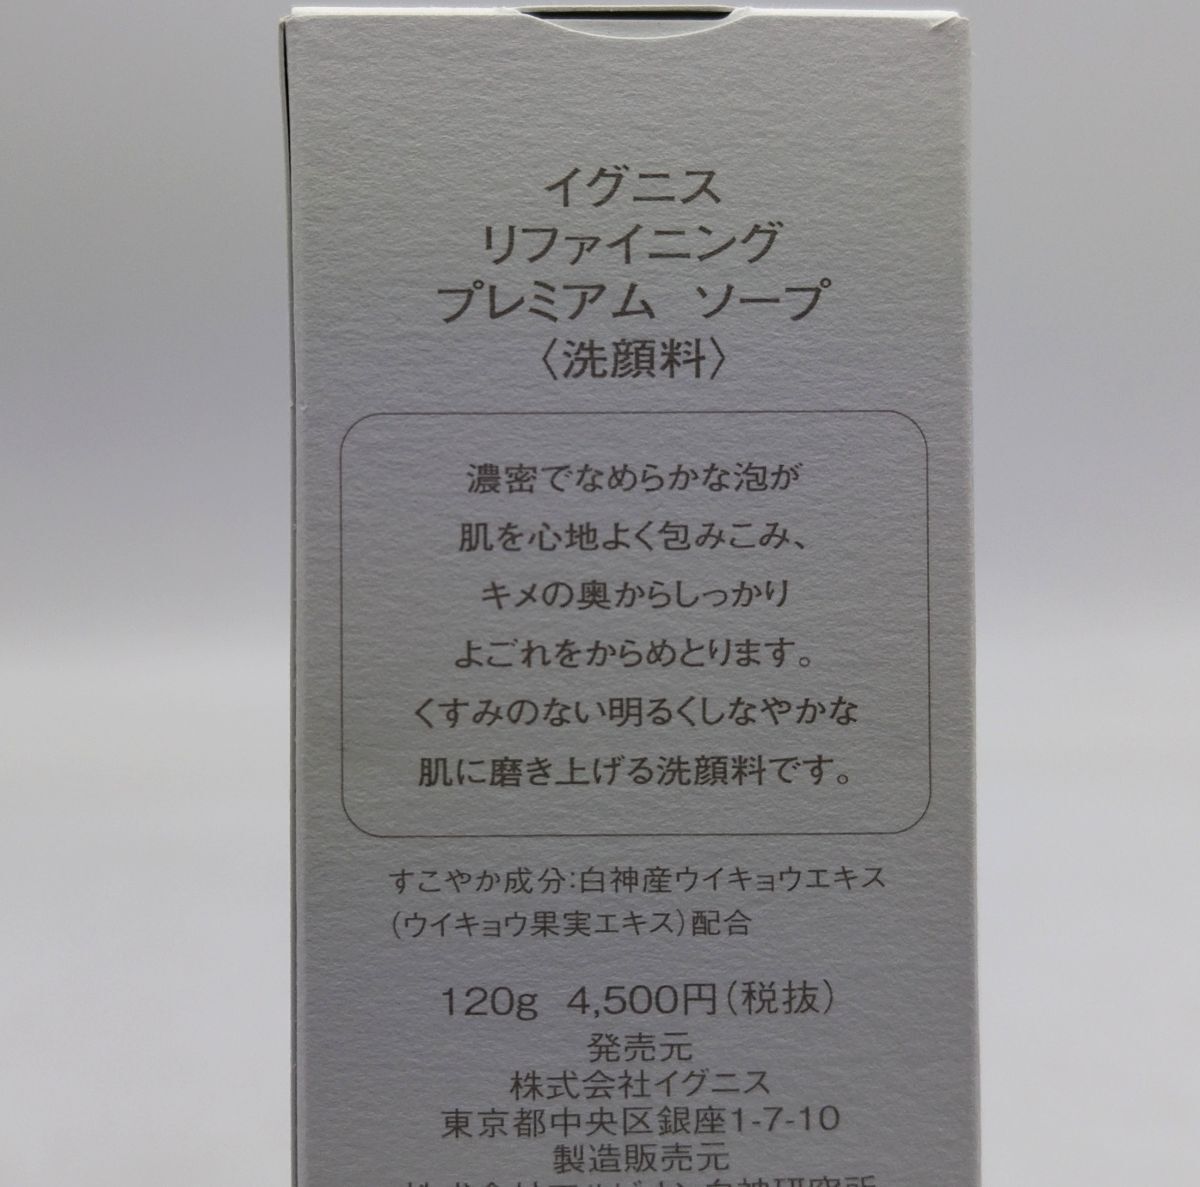 イグニス
リファイニング
プレミアム ソープ
〈洗顔料〉
濃密でなめらかな泡が
肌を心地よく包みこみ、
キメの奥からしっかり
よごれをからめとります。
くすみのない明るくしなやかな
肌に磨き上げる洗顔料です。
すこやか成分:白神産ウイキョウエキス
(ウイキョウ果実エキス)配合
120g 4,500円(税抜)
発売元
株式会社イグニス
東京都中央区銀座1-7-10
製造販売元